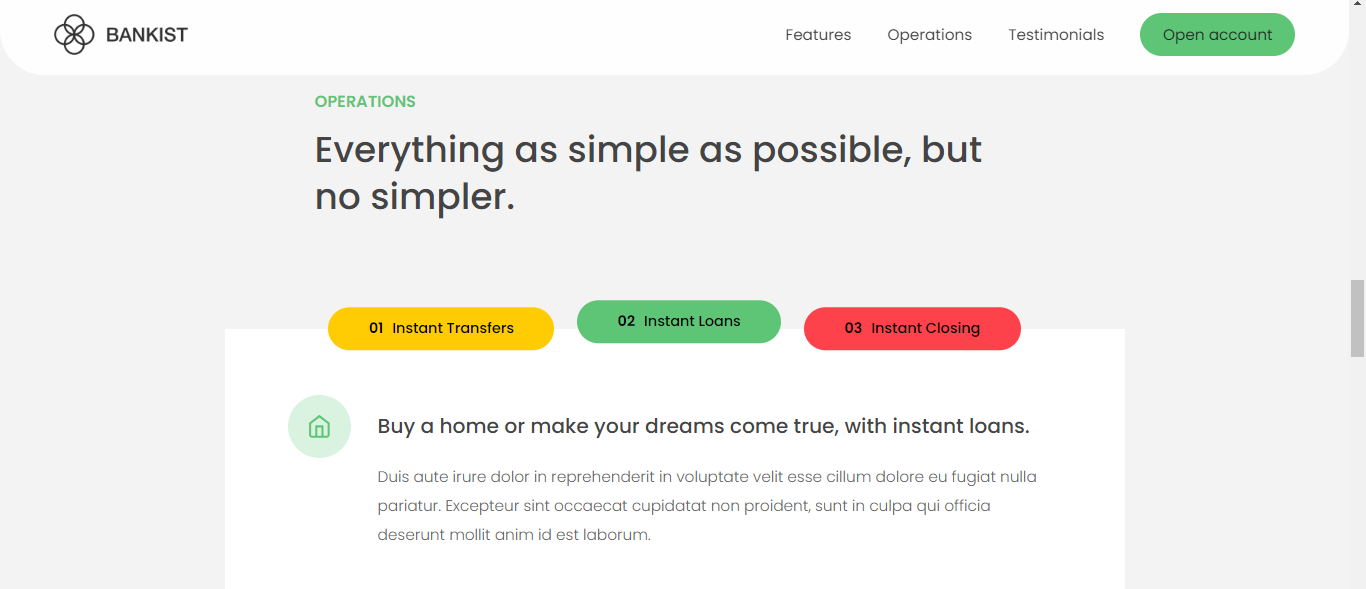 BANKIST
Features Operations Testimonials Open account
OPERATIONS
Everything as simple as possible, but
no simpler.
01 Instant Transfers 02 Instant Loans 03 Instant Closing
Buy a home or make your dreams come true, with instant loans.
Duis aute irure dolor in reprehenderit in voluptate velit esse cillum dolore eu fugiat nulla
pariatur. Excepteur sint occaecat cupidatat non proident, sunt in culpa qui officia
deserunt mollit anim id est laborum.